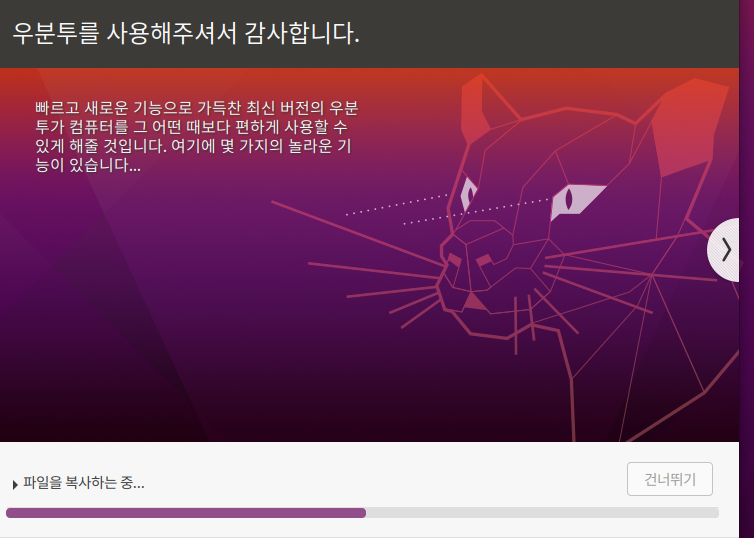 우분투를 사용해주셔서 감사합니다.
빠르고 새로운 기능으로 가득찬 최신 버전의 우분
투가 컴퓨터를 그 어떤 때보다 편하게 사용할 수
있게 해줄 것입니다. 여기에 몇 가지의 놀라운 기
능이 있습니다...
파일을 복사하는 중...
건너뛰기